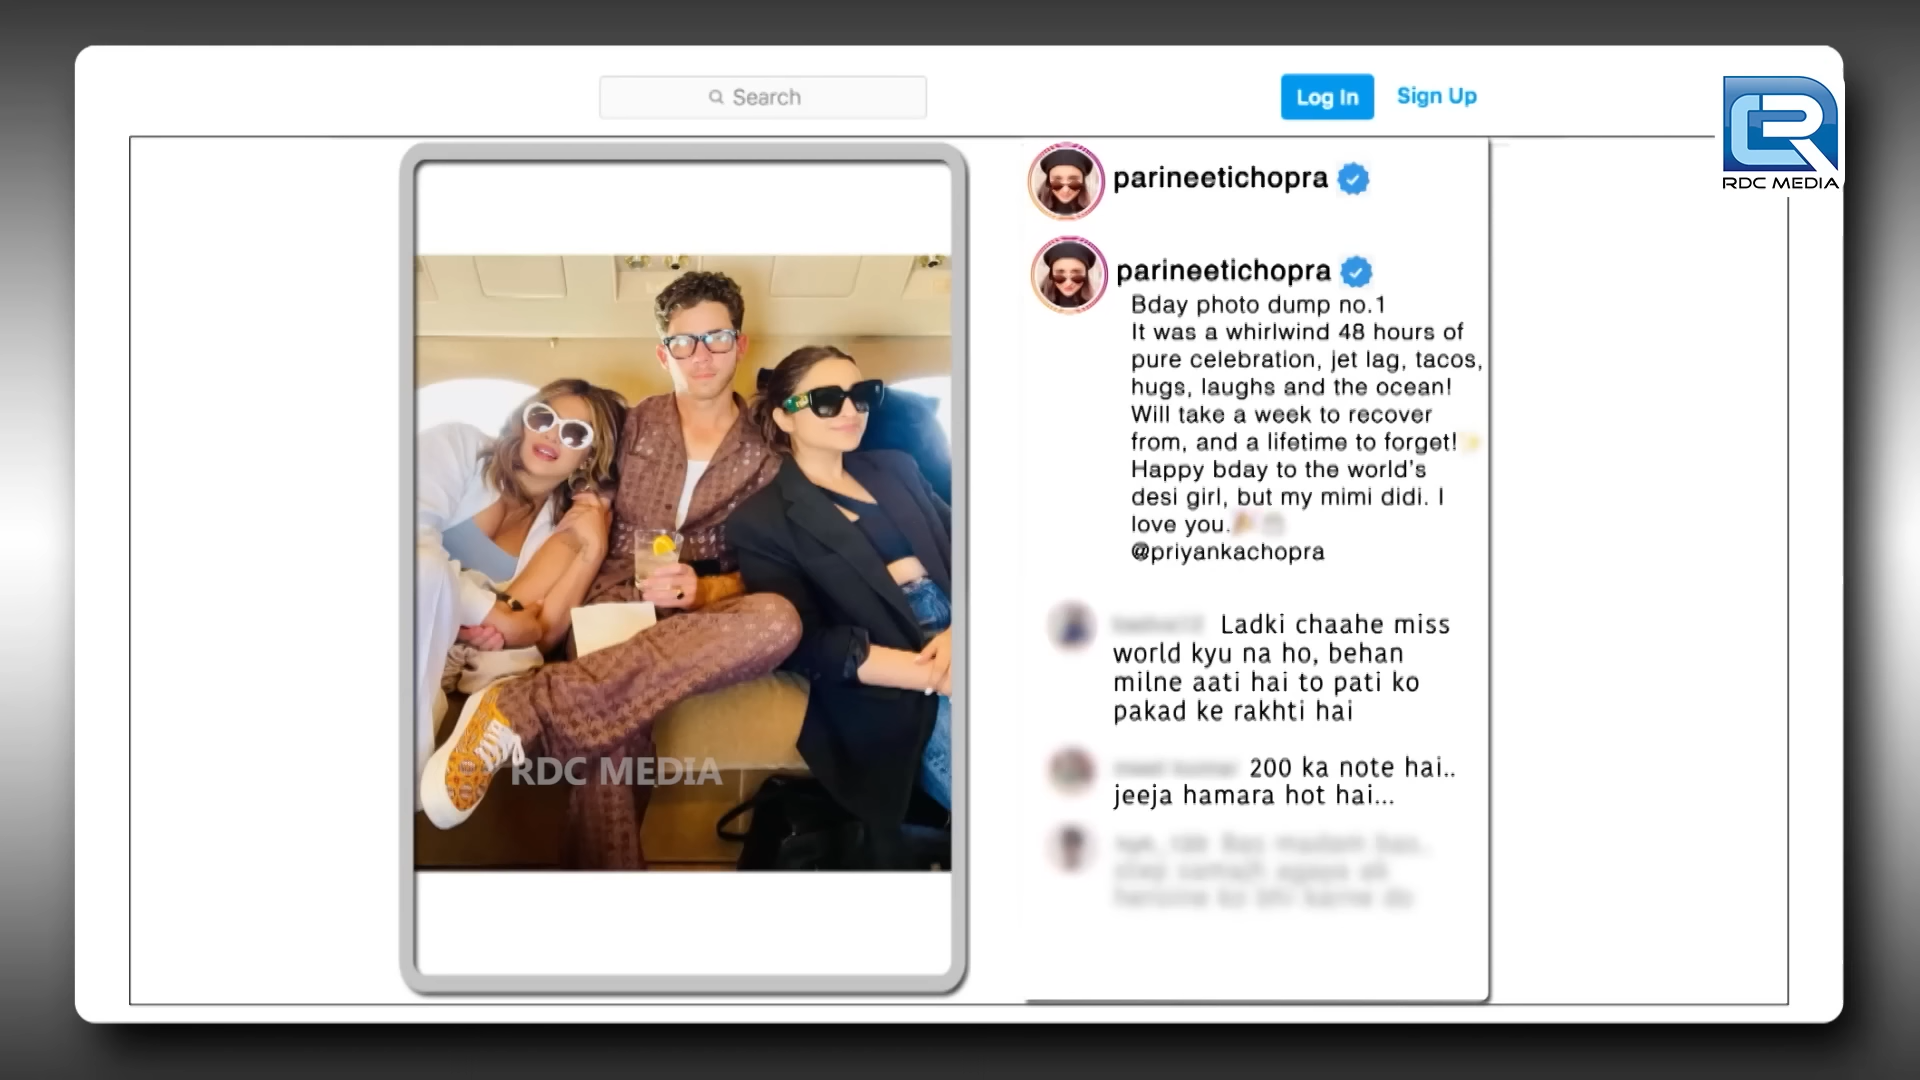 Search
Log In
Sign Up
RDC MEDIA
parineetichopra
parineetichopra
Bday photo dump no.1
It was a whirlwind 48 hours of
pure celebration, jet lag, tacos,
hugs, laughs and the ocean!
Will take a week to recover
from, and a lifetime to forget!
Happy bday to the world's
desi girl, but my mimi didi. I
love you.
@priyankachopra
Ladki chaahe miss
world kyu na ho, behan
milne aati hai to pati ko
pakad ke rakhti hai
200 ka note hai..
jeeja hamara hot hai...
RDC MEDIA